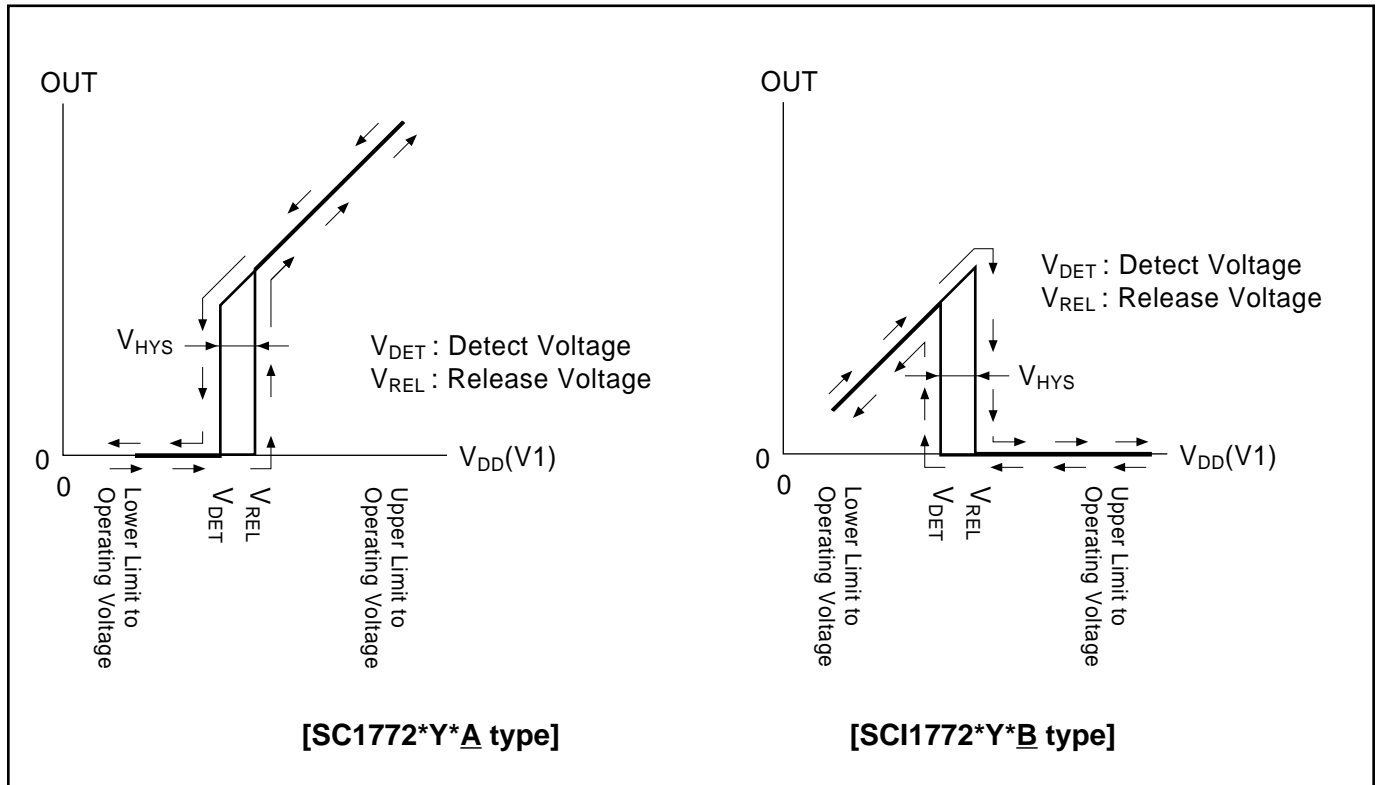 OUT
V_HYS
V_DET : Detect Voltage
V_REL : Release Voltage
0
V_DD(V1)
0
Lower Limit to
Operating Voltage
V_DET
V_REL
Upper Limit to
Operating Voltage
[SC1772*Y*A type]
OUT
V_DET : Detect Voltage
V_REL : Release Voltage
V_HYS
0
V_DD(V1)
0
Lower Limit to
Operating Voltage
V_DET
V_REL
Upper Limit to
Operating Voltage
[SCI1772*Y*B type]